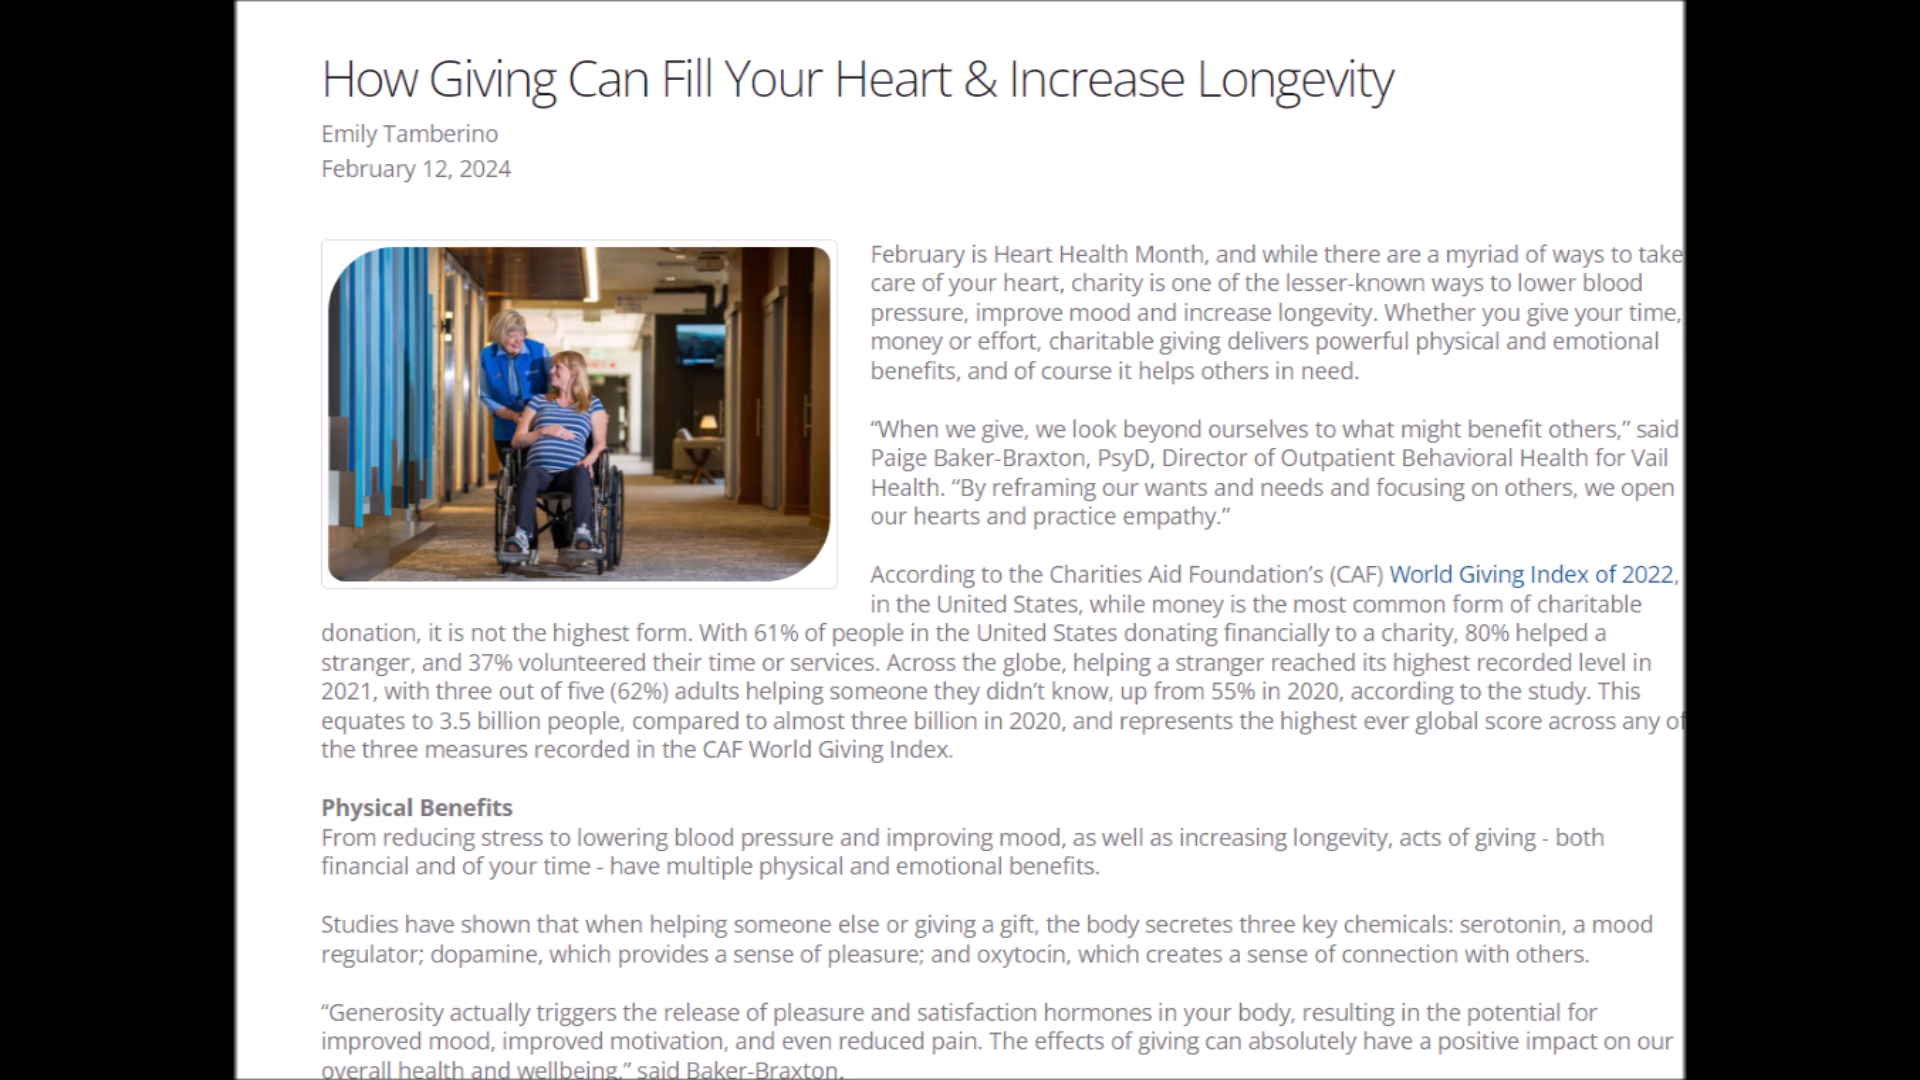 How Giving Can Fill Your Heart & Increase Longevity
Emily Tamberino
February 12, 2024
February is Heart Health Month, and while there are a myriad of ways to take
care of your heart, charity is one of the lesser-known ways to lower blood
pressure, improve mood and increase longevity. Whether you give your time,
money or effort, charitable giving delivers powerful physical and emotional
benefits, and of course it helps others in need.
“When we give, we look beyond ourselves to what might benefit others,” said
Paige Baker-Braxton, PsyD, Director of Outpatient Behavioral Health for Vail
Health. “By reframing our wants and needs and focusing on others, we open
our hearts and practice empathy.”
According to the Charities Aid Foundation’s (CAF) World Giving Index of 2022,
in the United States, while money is the most common form of charitable
donation, it is not the highest form. With 61% of people in the United States donating financially to a charity, 80% helped a
stranger, and 37% volunteered their time or services. Across the globe, helping a stranger reached its highest recorded level in
2021, with three out of five (62%) adults helping someone they didn’t know, up from 55% in 2020, according to the study. This
equates to 3.5 billion people, compared to almost three billion in 2020, and represents the highest ever global score across any of
the three measures recorded in the CAF World Giving Index.
Physical Benefits
From reducing stress to lowering blood pressure and improving mood, as well as increasing longevity, acts of giving - both
financial and of your time - have multiple physical and emotional benefits.
Studies have shown that when helping someone else or giving a gift, the body secretes three key chemicals: serotonin, a mood
regulator; dopamine, which provides a sense of pleasure; and oxytocin, which creates a sense of connection with others.
“Generosity actually triggers the release of pleasure and satisfaction hormones in your body, resulting in the potential for
improved mood, improved motivation, and even reduced pain. The effects of giving can absolutely have a positive impact on our
overall health and wellbeing,” said Baker-Braxton.